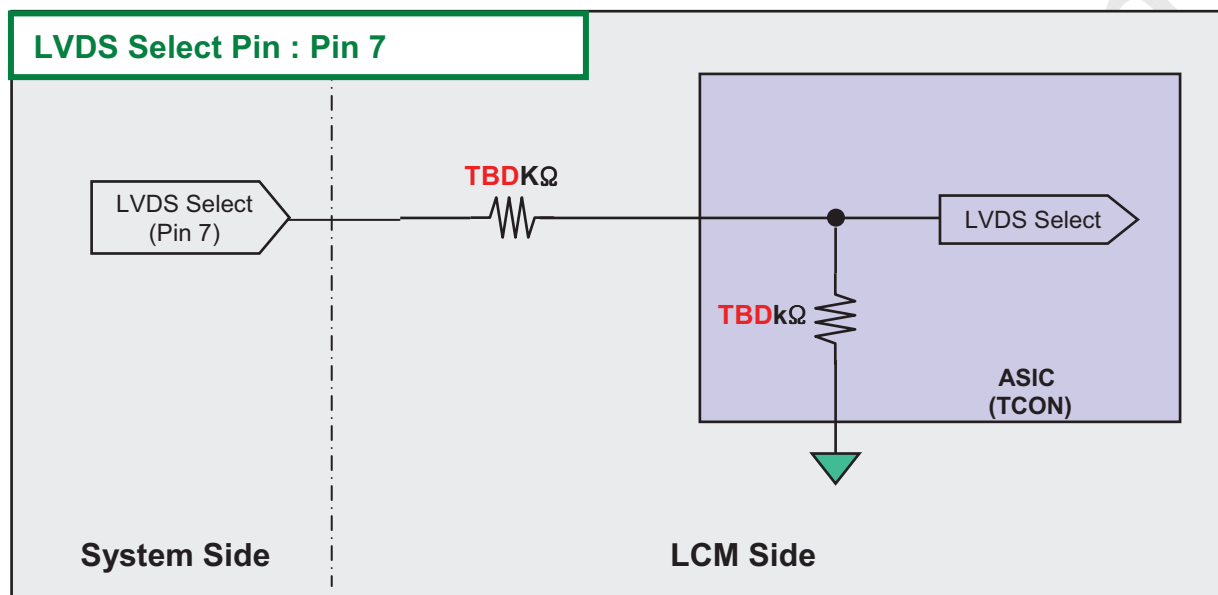 LVDS Select Pin : Pin 7
TBDKΩ
LVDS Select
(Pin 7)
LVDS Select
TBDkΩ
ASIC
(TCON)
System Side
LCM Side